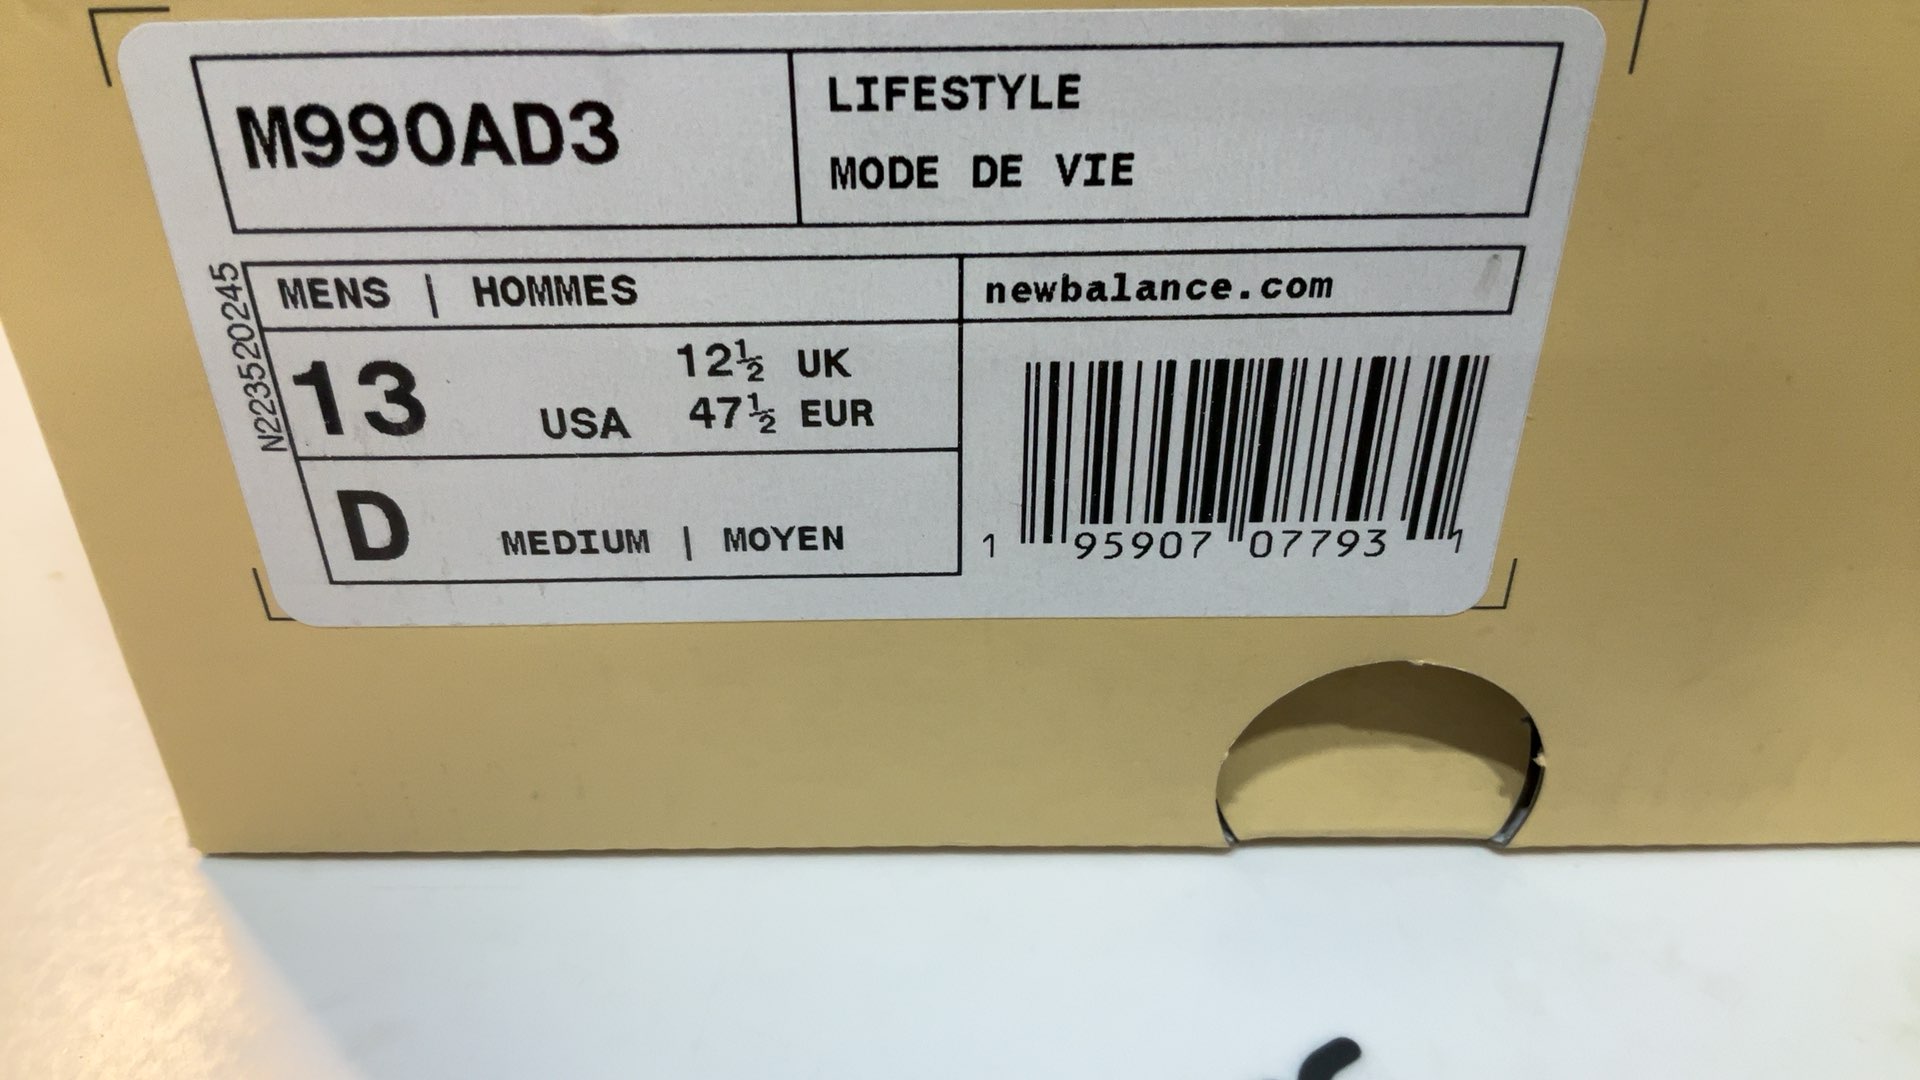 M990AD3
LIFESTYLE
MODE DE VIE
N223520245
MENS | HOMMES
newbalance.com
13 USA
12½ UK
47½ EUR
D MEDIUM | MOYEN
1 95907 07793 1